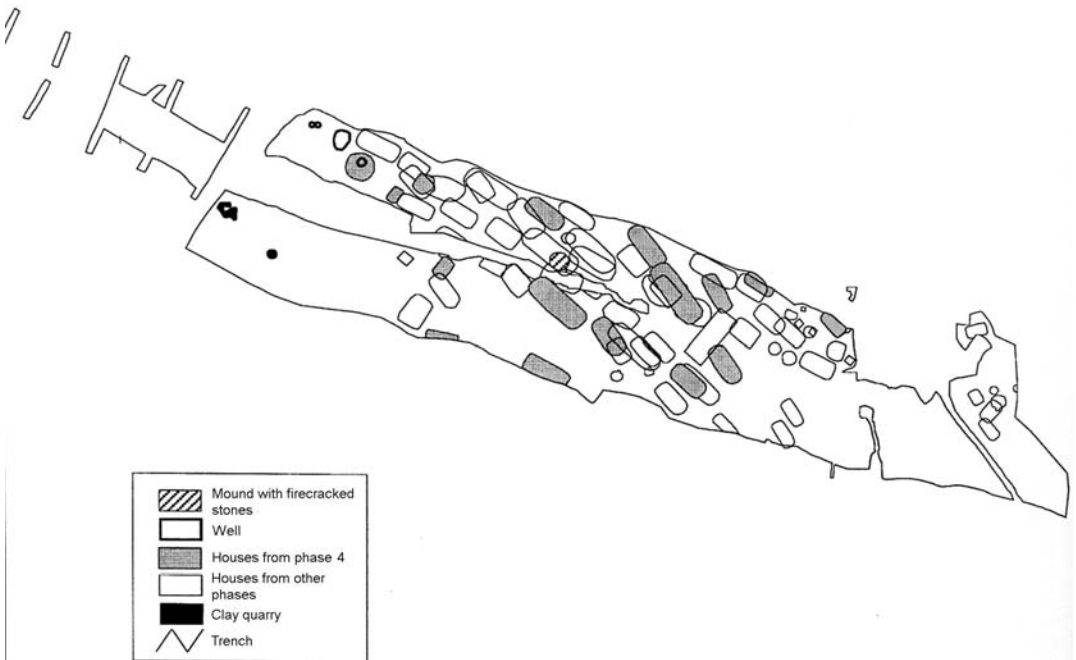 Mound with firecracked
stones
Well
Houses from phase 4
Houses from other
phases
Clay quarry
Trench